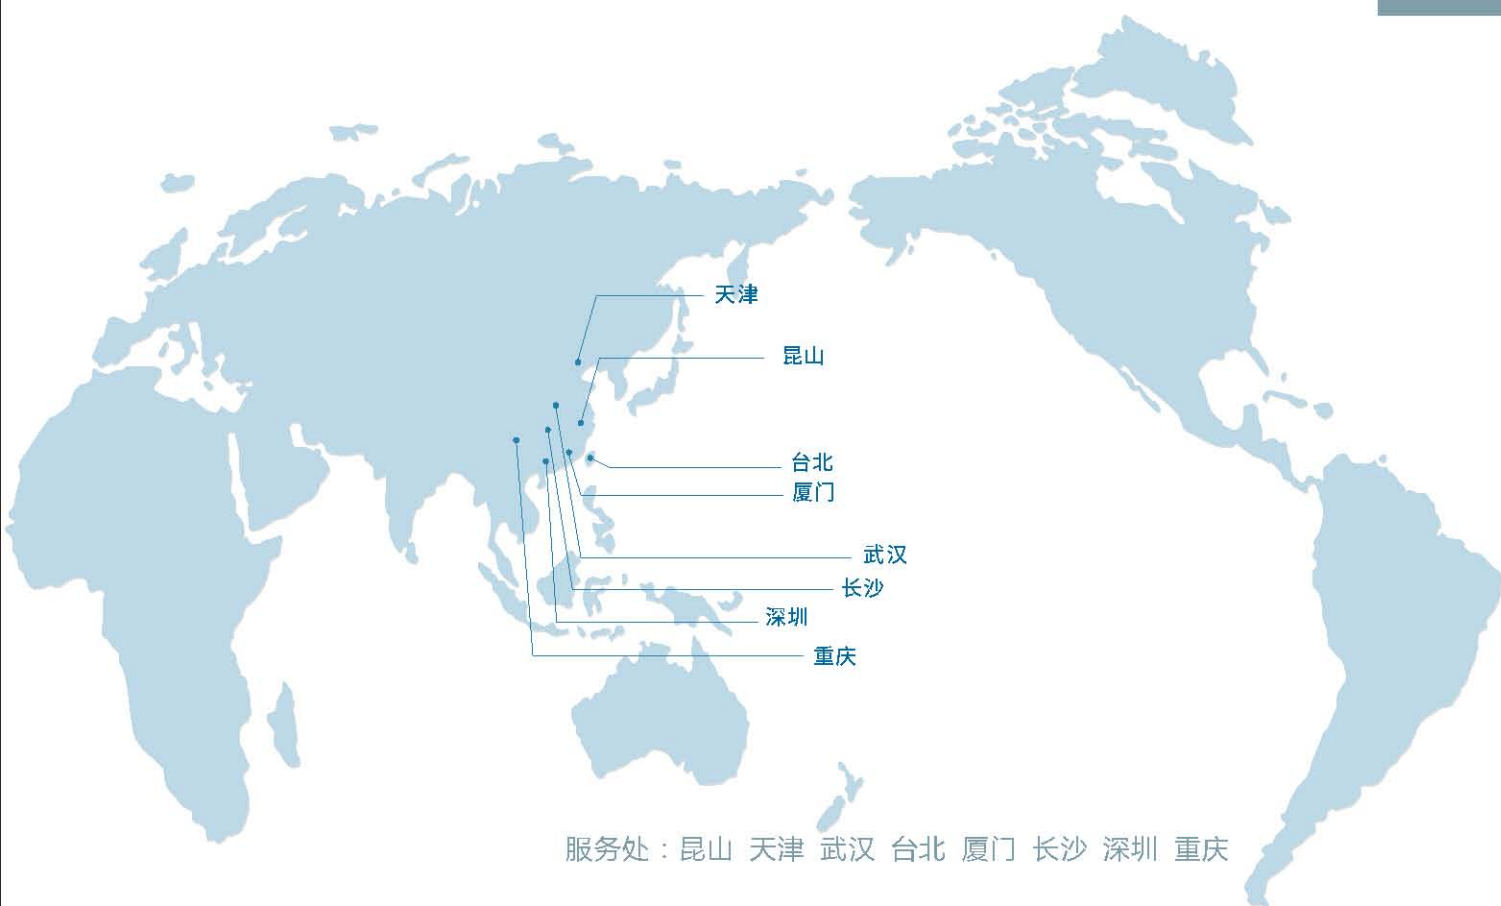 天津
昆山
台北
厦门
武汉
长沙
深圳
重庆
服务处：昆山 天津 武汉 台北 厦门 长沙 深圳 重庆